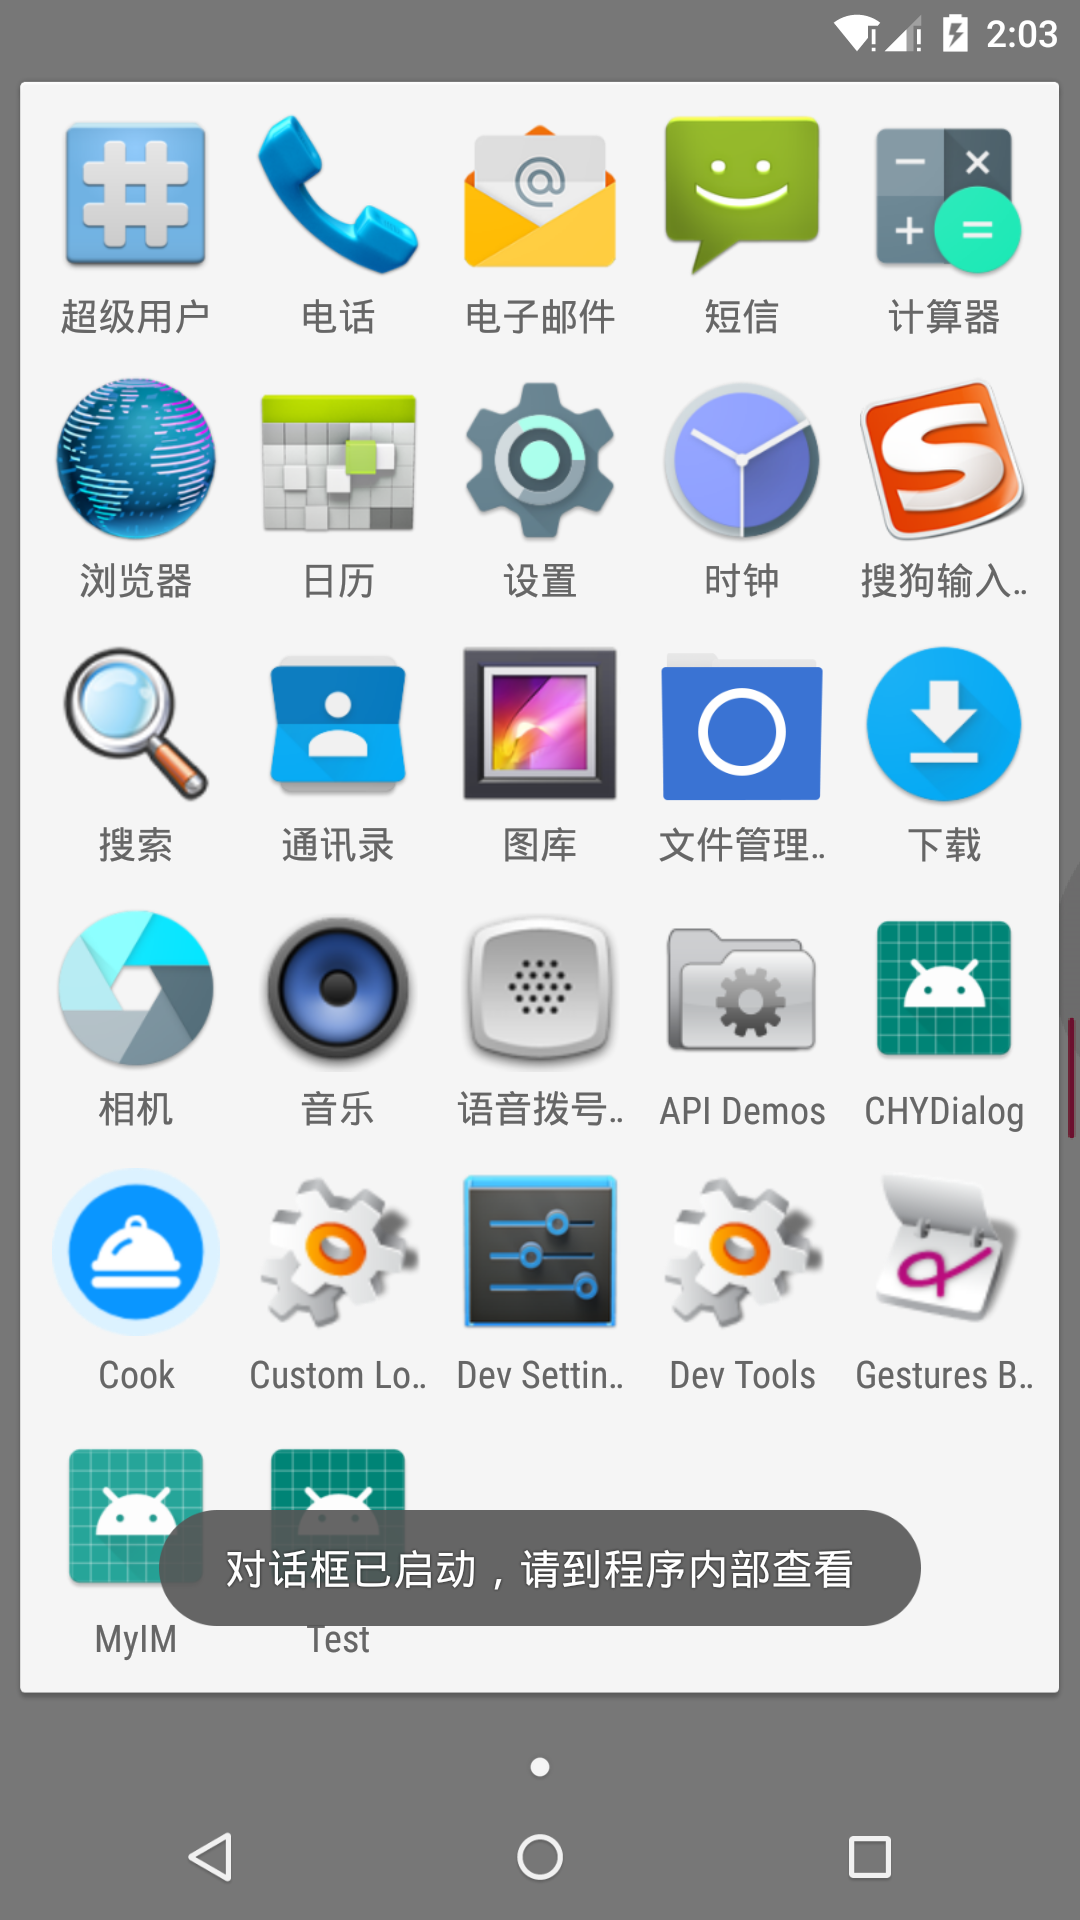 2:03
超级用户
电话
电子邮件
短信
计算器
浏览器
日历
设置
时钟
搜狗输入..
搜索
通讯录
图库
文件管理..
下载
相机
音乐
语音拨号..
API Demos
CHYDialog
Cook
Custom Lo..
Dev Settin..
Dev Tools
Gestures B..
对话框已启动，请到程序内部查看
MyIM
Test